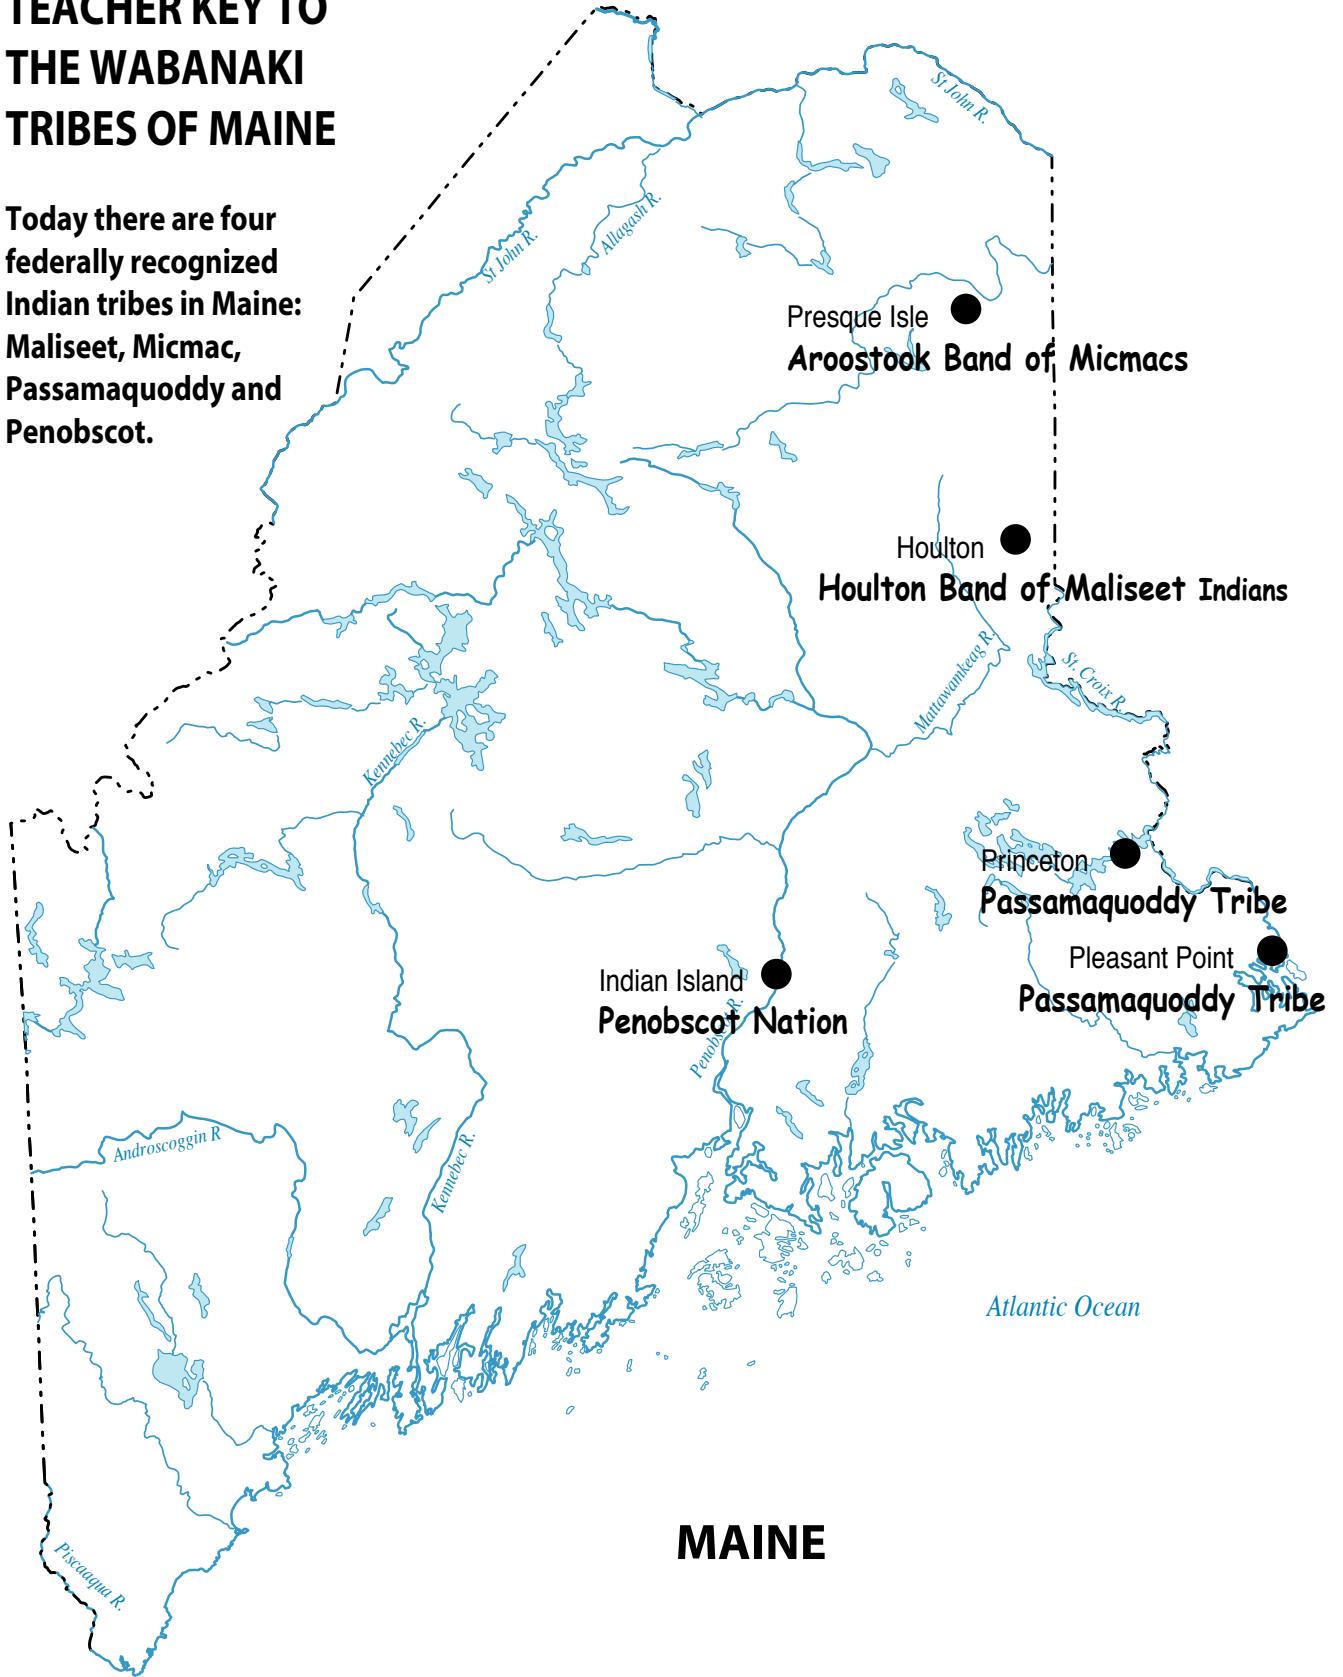 TEACHER KEY TO
THE WABANAKI
TRIBES OF MAINE
Today there are four
federally recognized
Indian tribes in Maine:
Maliseet, Micmac,
Passamaquoddy and
Penobscot.
St John R.
St John R.
Allagash R.
Presque Isle
Aroostook Band of Micmacs
Houlton
Houlton Band of Maliseet Indians
Mattawamkeag R.
St. Croix R.
Kennebec R.
Princeton
Passamaquoddy Tribe
Pleasant Point
Passamaquoddy Tribe
Indian Island
Penobscot Nation
Penobscot R.
Androscoggin R
Kennebec R.
Atlantic Ocean
MAINE
Piscaaqua R.